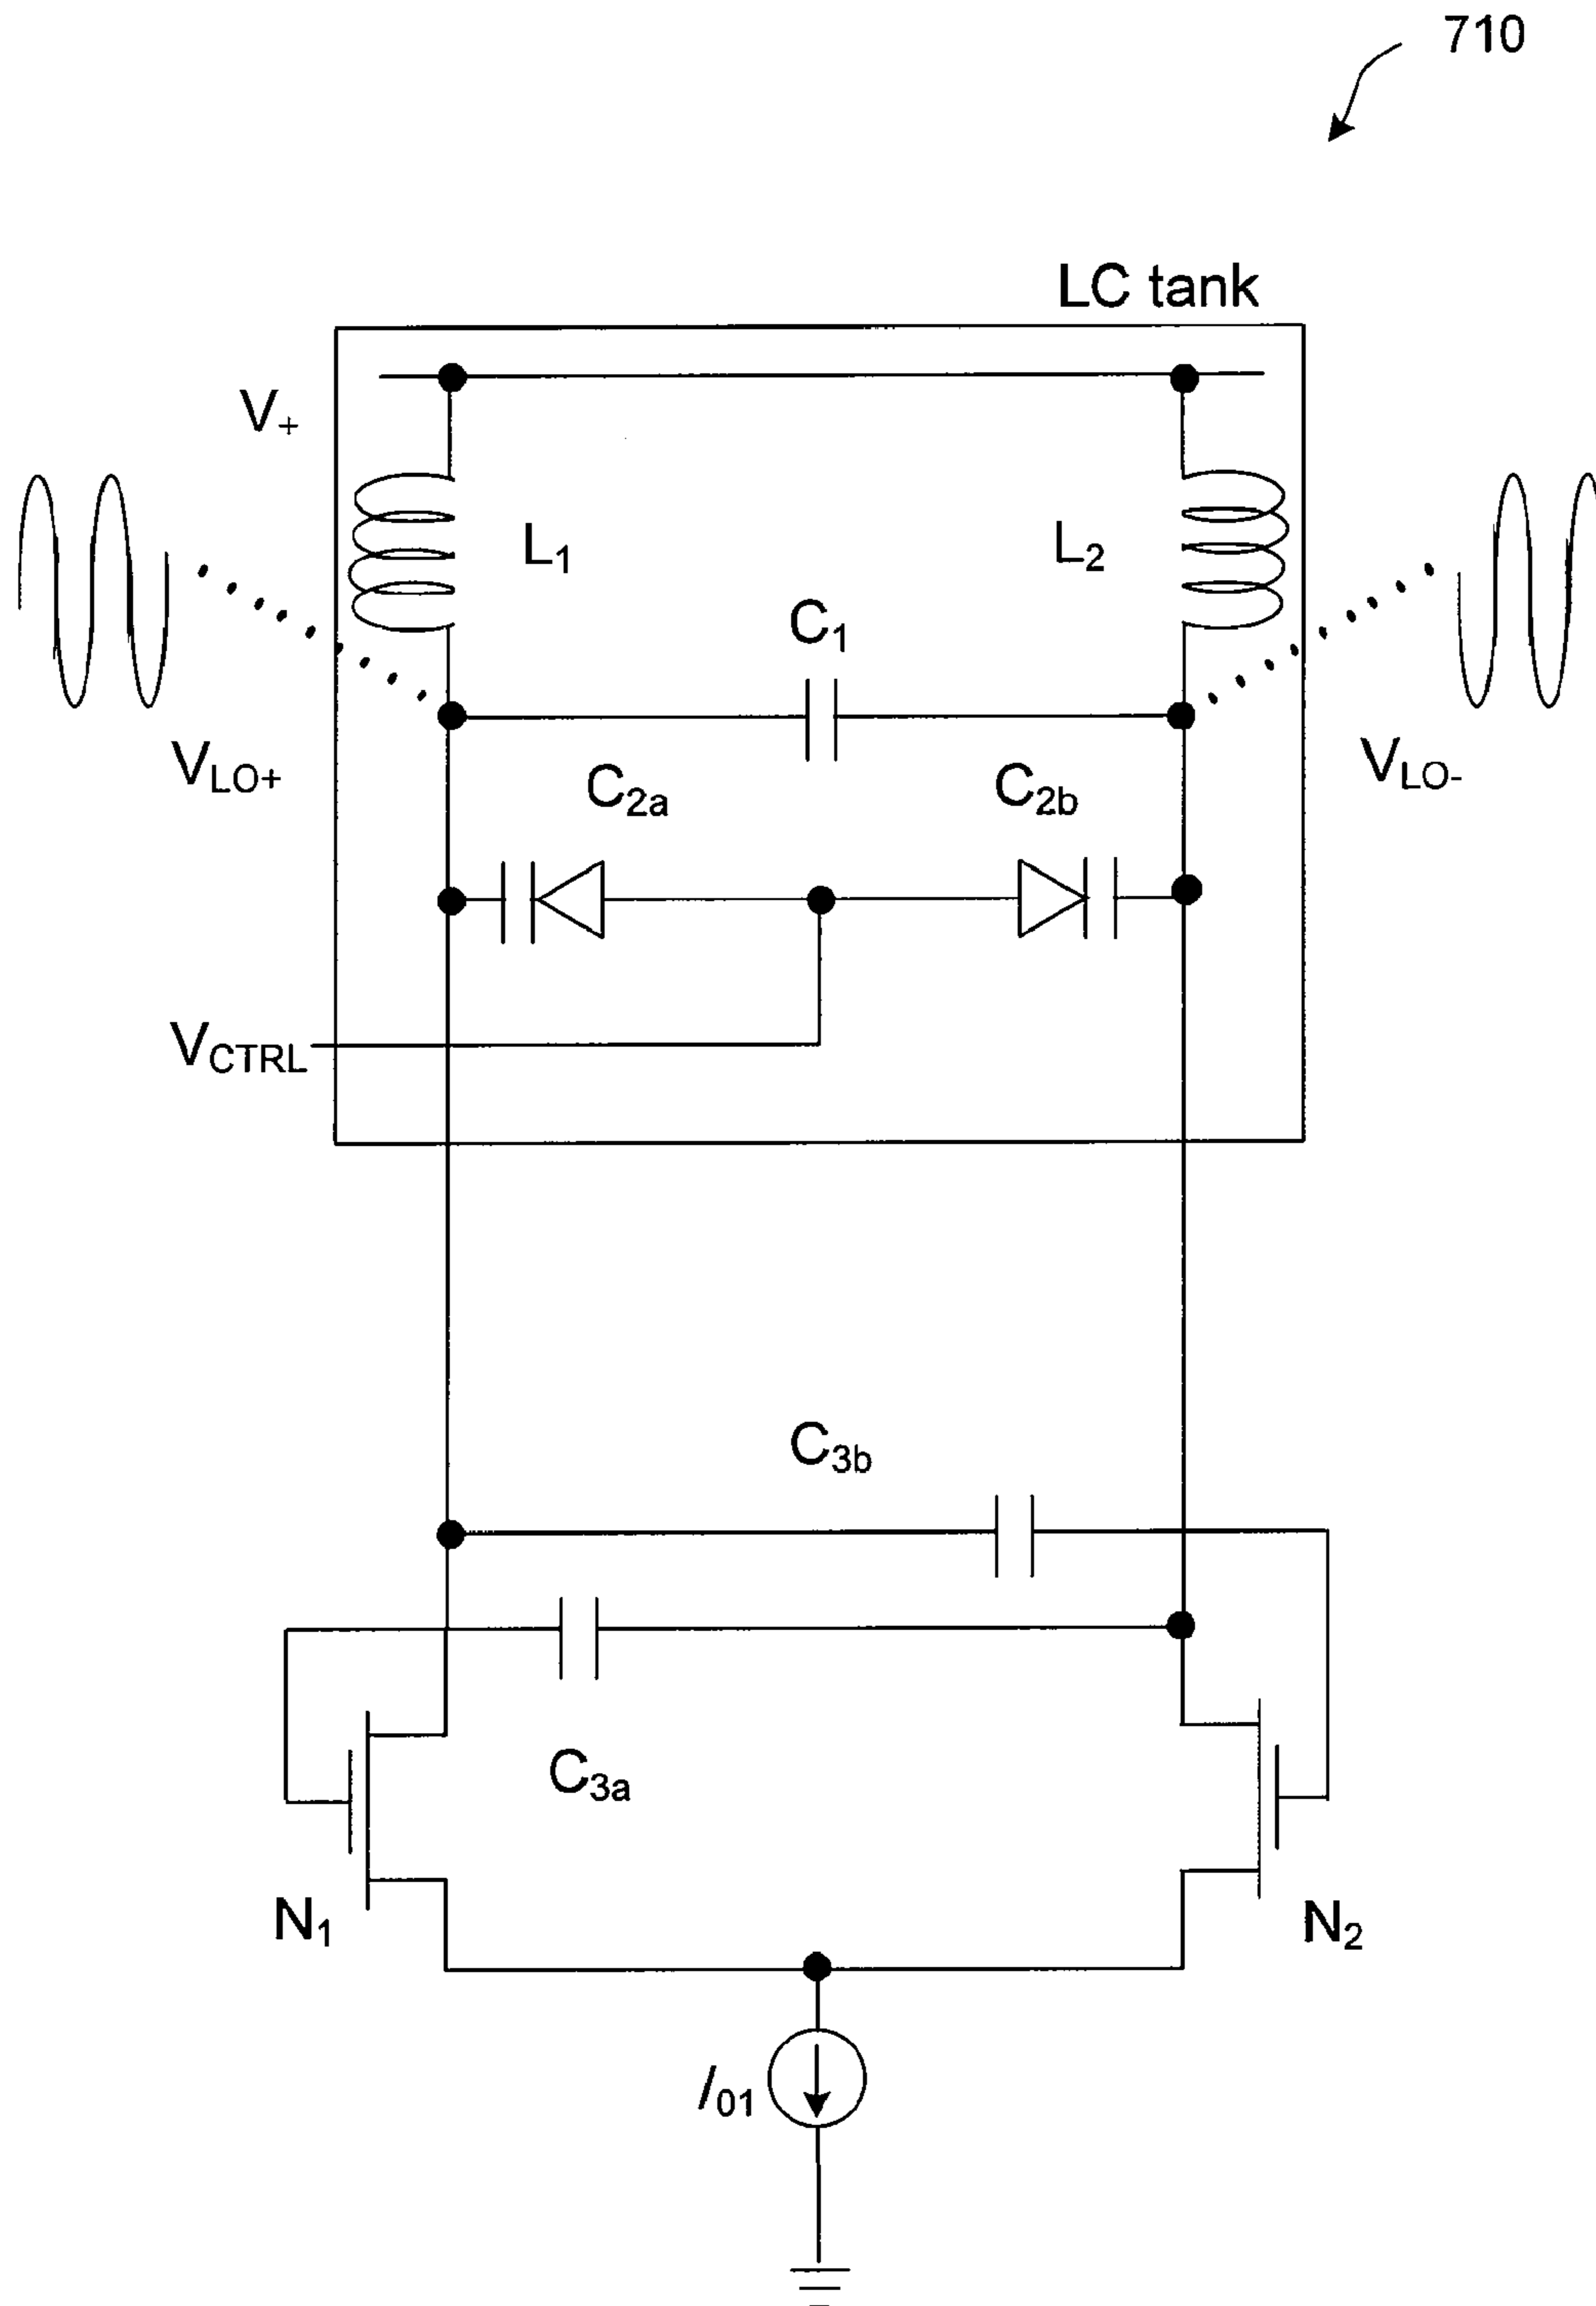 710
LC tank
V+
L1
L2
C1
VLO+
VLO-
C2a
C2b
VCTRL
C3b
C3a
N1
N2
I01